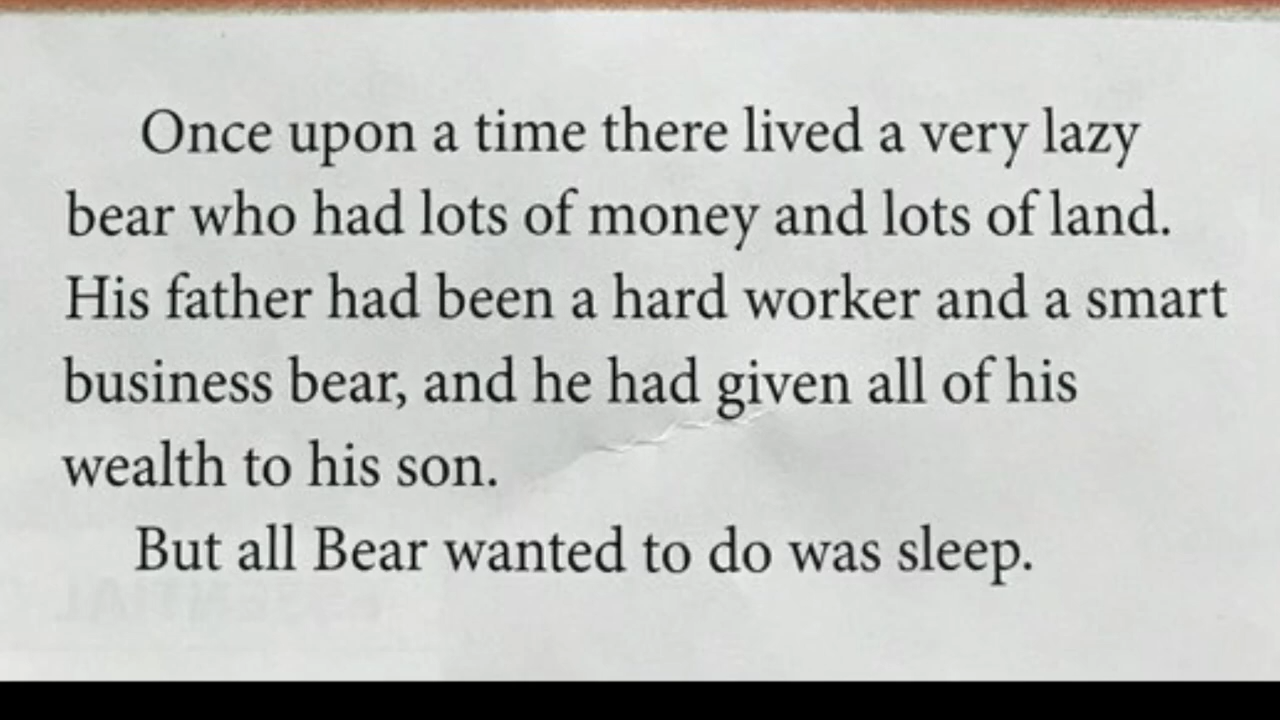 Once upon a time there lived a very lazy
bear who had lots of money and lots of land.
His father had been a hard worker and a smart
business bear, and he had given all of his
wealth to his son.
But all Bear wanted to do was sleep.